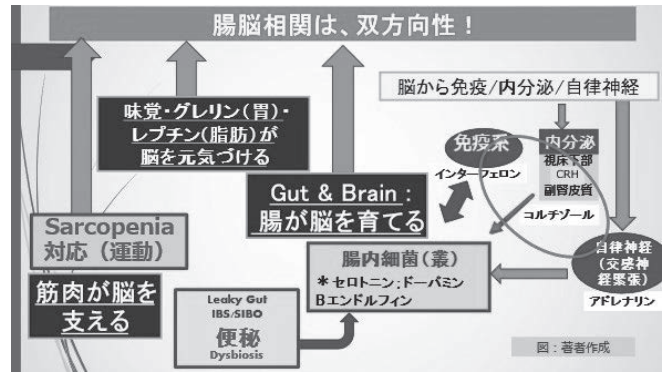 腸脳相関は、双方向性！
脳から免疫/内分泌/自律神経
味覚・グレリン(胃)・
レプチン(脂肪)が
脳を元気づける
免疫系
インターフェロン
内分泌
視床下部
CRH
副腎皮質
コルチゾール
Gut & Brain :
腸が脳を育てる
Sarcopenia
対応（運動）
筋肉が脳を
支える
腸内細菌(叢)
＊セロトニン;ドーパミン
Bエンドルフィン
自律神経
(交感神
経緊張)
アドレナリン
Leaky Gut
IBS/SIBO
便秘
Dysbiosis
図：著者作成